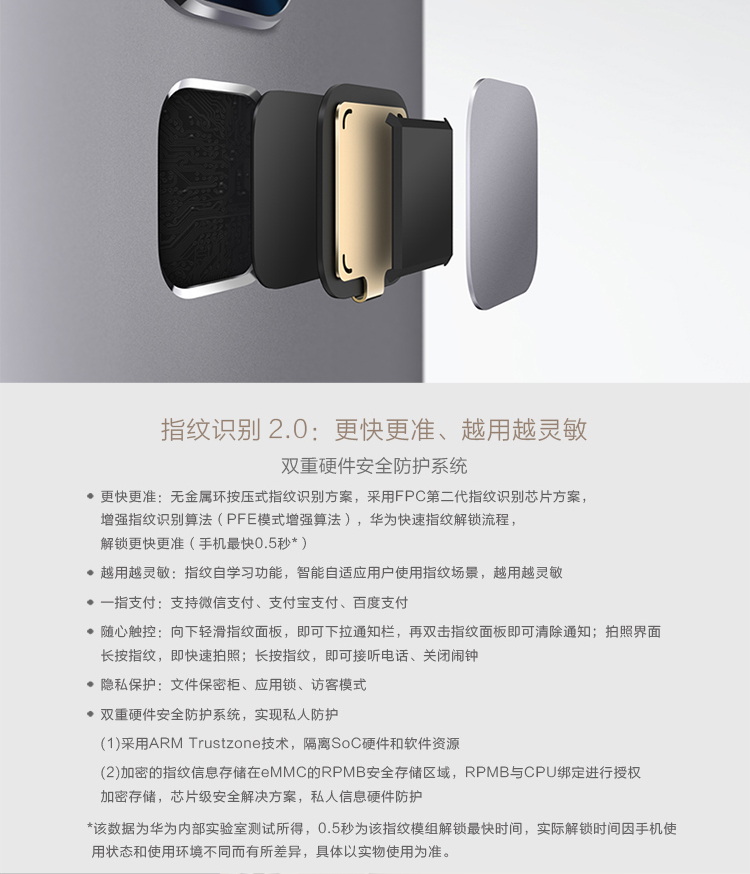 指纹识别 2.0：更快更准、越用越灵敏
双重硬件安全防护系统
• 更快更准：无金属环按压式指纹识别方案，采用FPC第二代指纹识别芯片方案，
增强指纹识别算法（PFE模式增强算法），华为快速指纹解锁流程，
解锁更快更准（手机最快0.5秒*）
• 越用越灵敏：指纹自学习功能，智能自适应用户使用指纹场景，越用越灵敏
• 一指支付：支持微信支付、支付宝支付、百度支付
• 随心触控：向下轻滑指纹面板，即可下拉通知栏，再双击指纹面板即可清除通知；拍照界面
长按指纹，即快速拍照；长按指纹，即可接听电话、关闭闹钟
• 隐私保护：文件保密柜、应用锁、访客模式
• 双重硬件安全防护系统，实现私人防护
(1)采用ARM Trustzone技术，隔离SoC硬件和软件资源
(2)加密的指纹信息存储在eMMC的RPMB安全存储区域，RPMB与CPU绑定进行授权
加密存储，芯片级安全解决方案，私人信息硬件防护
*该数据为华为内部实验室测试所得，0.5秒为该指纹模组解锁最快时间，实际解锁时间因手机使
用状态和使用环境不同而有所差异，具体以实物使用为准。